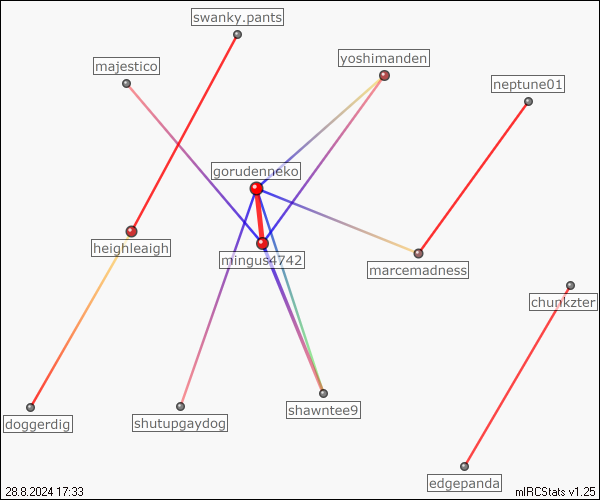 swanky.pants
majestico
yoshimanden
neptune01
gorudenneko
heighleaigh
mingus4742
marcemadness
chunkzter
doggerdig
shutupgaydog
shawntee9
edgepanda
28.8.2024 17:33
mIRCStats v1.25